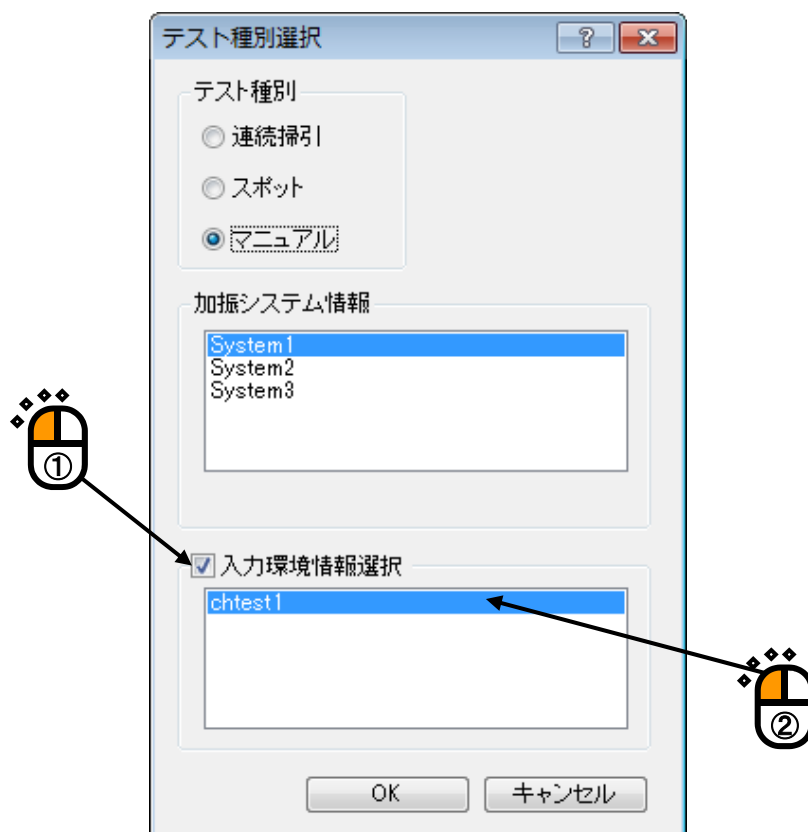 テスト種別選択
テスト種別
連続掃引
スポット
マニュアル
加振システム情報
System1
System2
System3
①
入力環境情報選択
chtest1
②
OK キャンセル